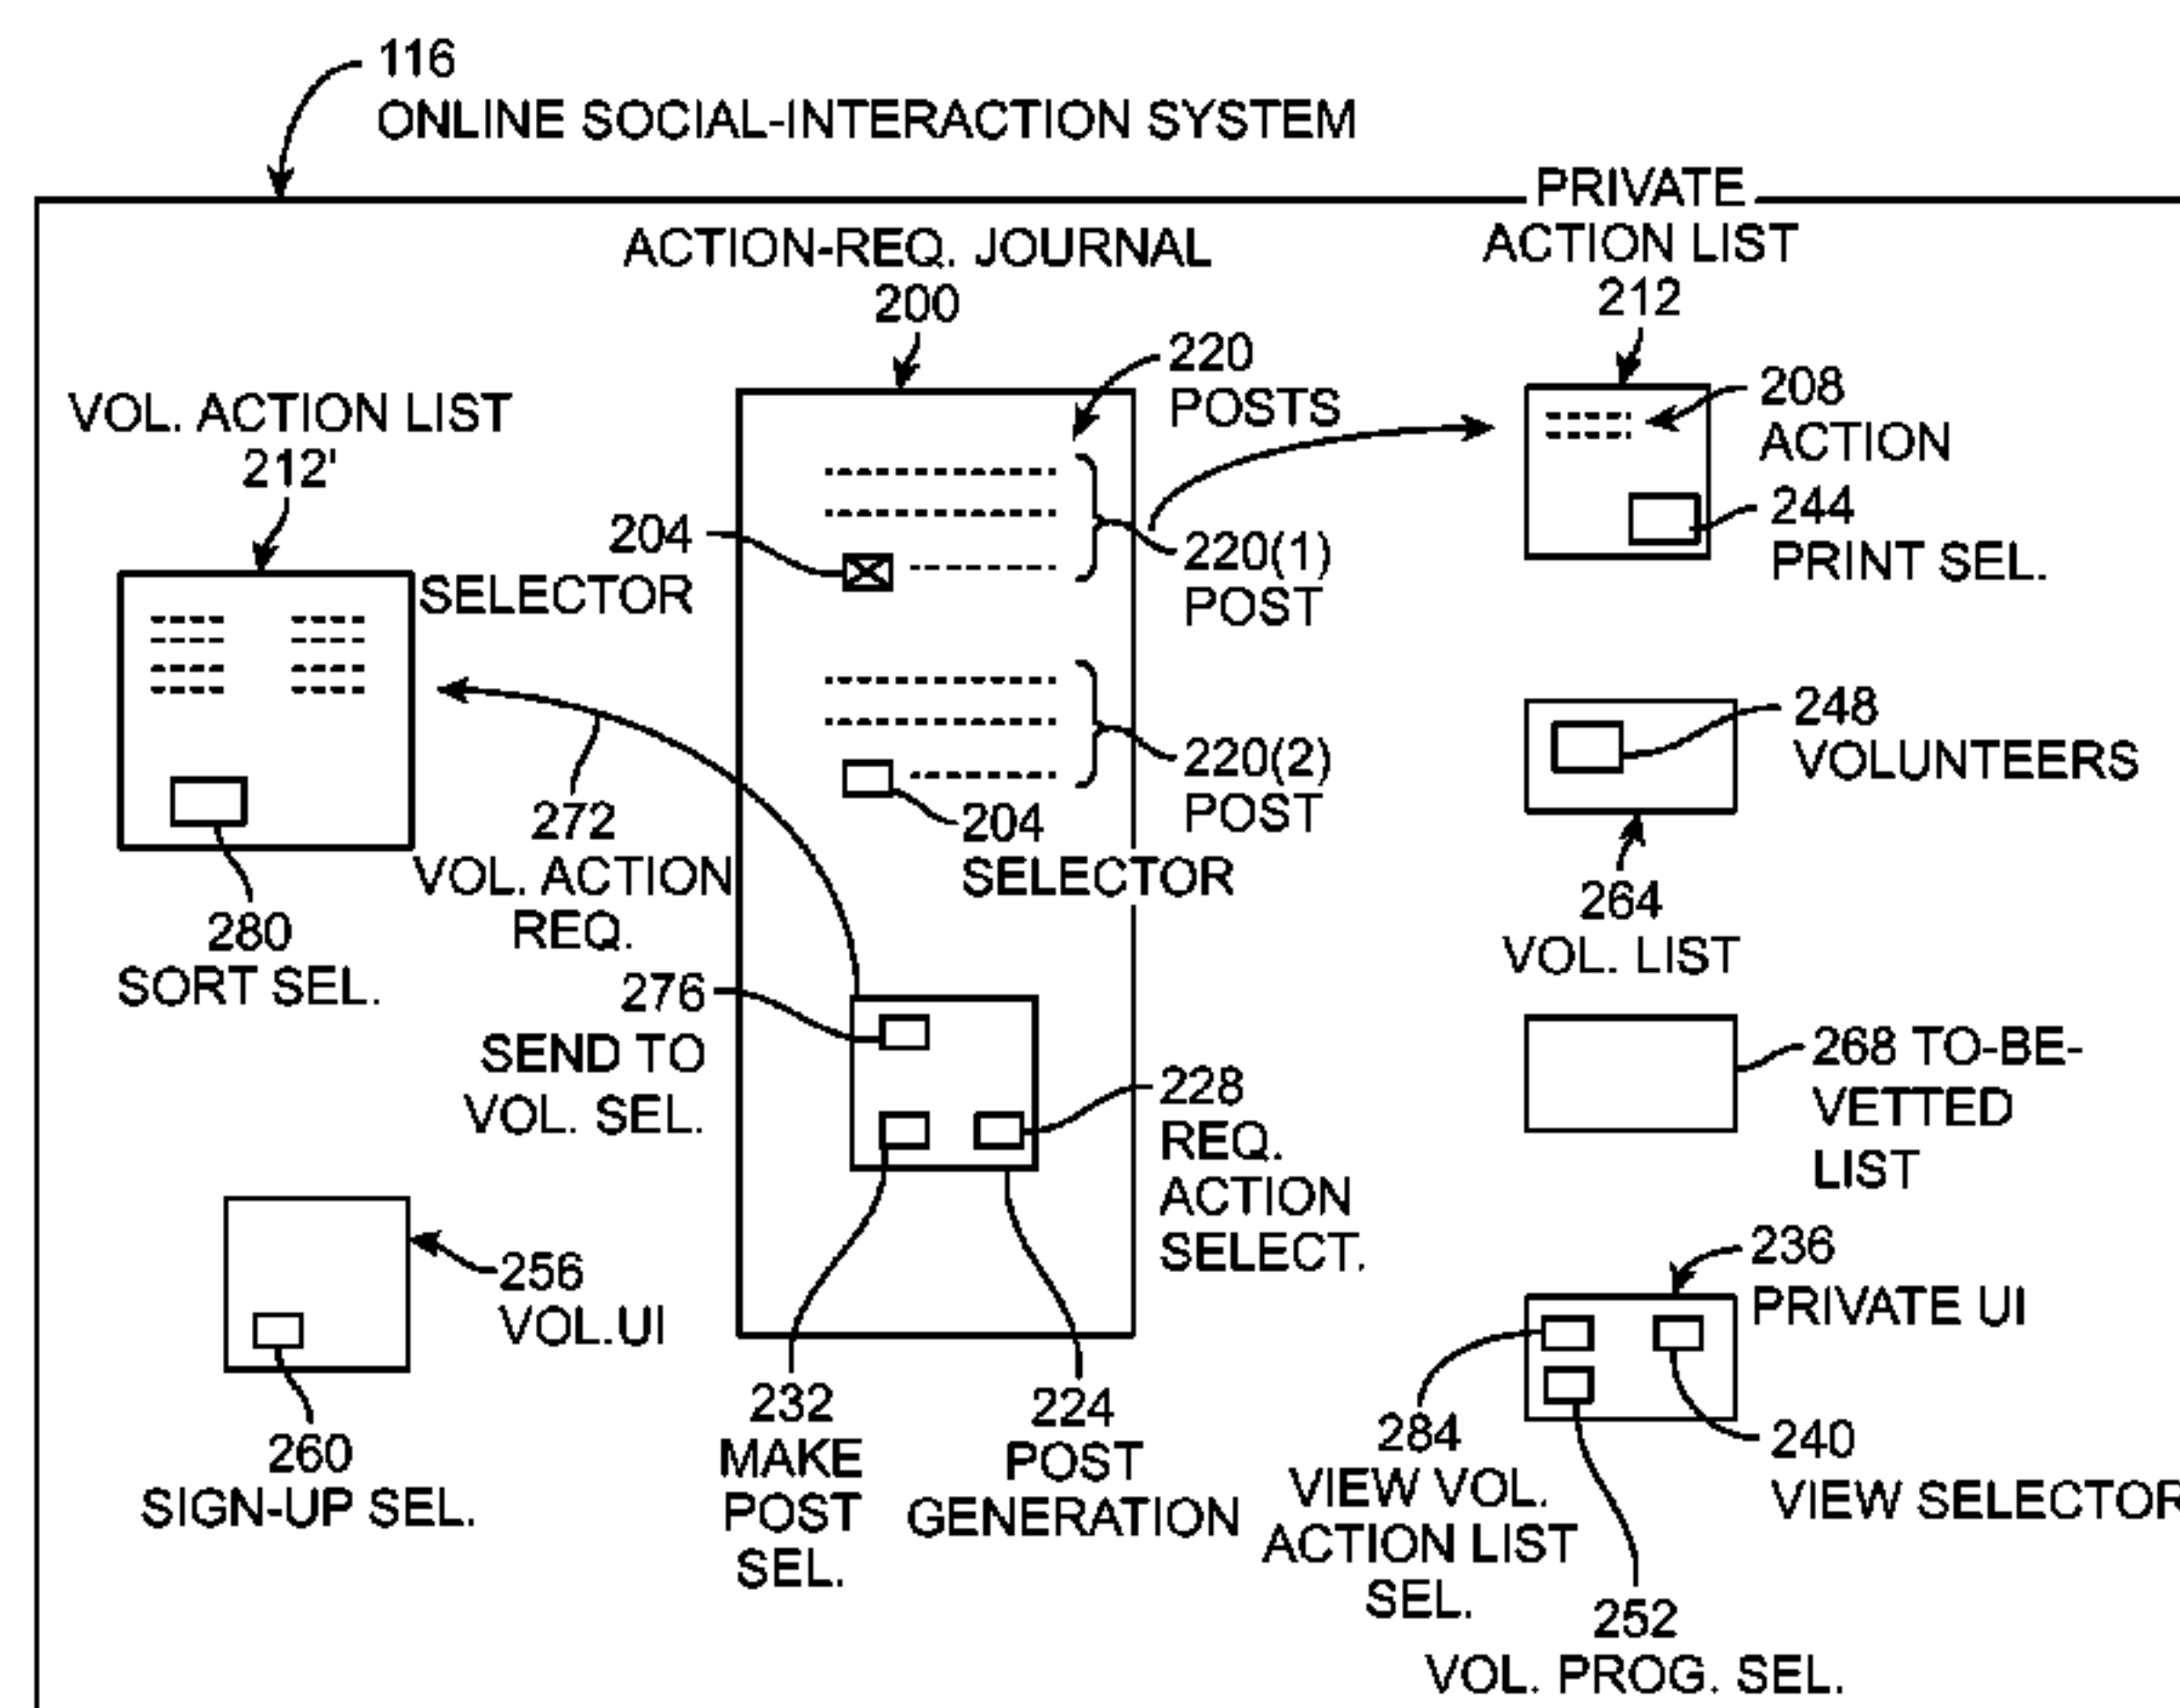 116
ONLINE SOCIAL-INTERACTION SYSTEM
PRIVATE
ACTION LIST
212
ACTION-REQ. JOURNAL
200
220
POSTS
208
ACTION
244
PRINT SEL.
VOL. ACTION LIST
212'
204
SELECTOR
220(1)
POST
220(2)
POST
204
SELECTOR
248
VOLUNTEERS
264
VOL. LIST
272
VOL. ACTION
REQ.
280
SORT SEL.
276
SEND TO
VOL. SEL.
228
REQ.
ACTION
SELECT.
268 TO-BE-
VETTED
LIST
256
VOL.UI
260
SIGN-UP SEL.
232
MAKE
POST
SEL.
224
POST
GENERATION
236
PRIVATE UI
284
VIEW VOL.
ACTION LIST
SEL.
240
VIEW SELECTOR
252
VOL. PROG. SEL.